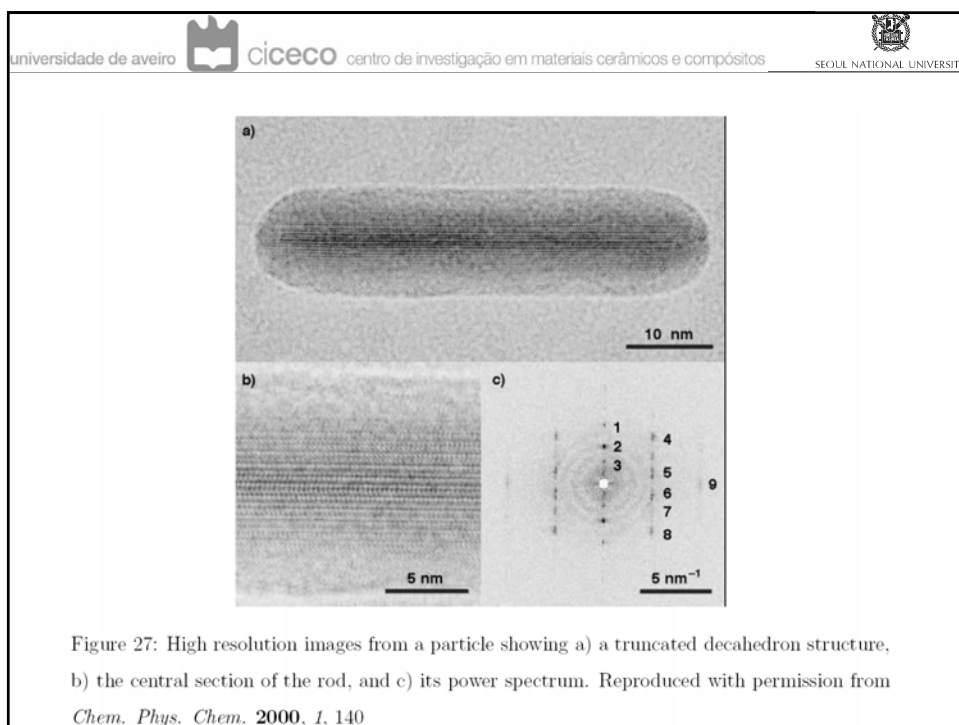 universidade de aveiro
ciceco centro de investigação em materiais cerâmicos e compósitos
SEOUL NATIONAL UNIVERSIT
a)
10 nm
b)
5 nm
c)
1
2
3
4
5
6
7
8
9
5 nm⁻¹
Figure 27: High resolution images from a particle showing a) a truncated decahedron structure,
b) the central section of the rod, and c) its power spectrum. Reproduced with permission from
Chem. Phys. Chem. 2000, 1, 140